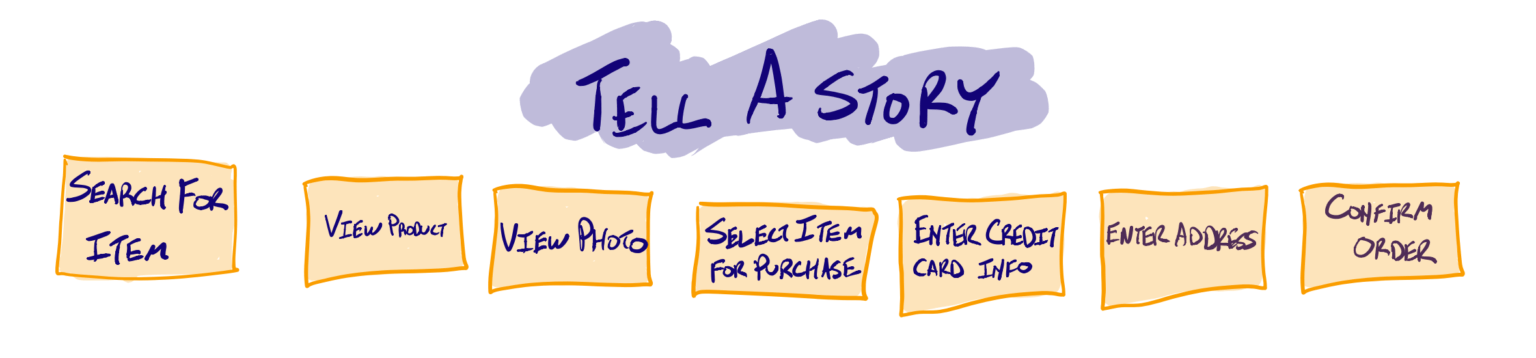 TELL A STORY
SEARCH FOR
ITEM
VIEW PRODUCT
VIEW PHOTO
SELECT ITEM
FOR PURCHASE
ENTER CREDIT
CARD INFO
ENTER ADDRESS
CONFIRM
ORDER